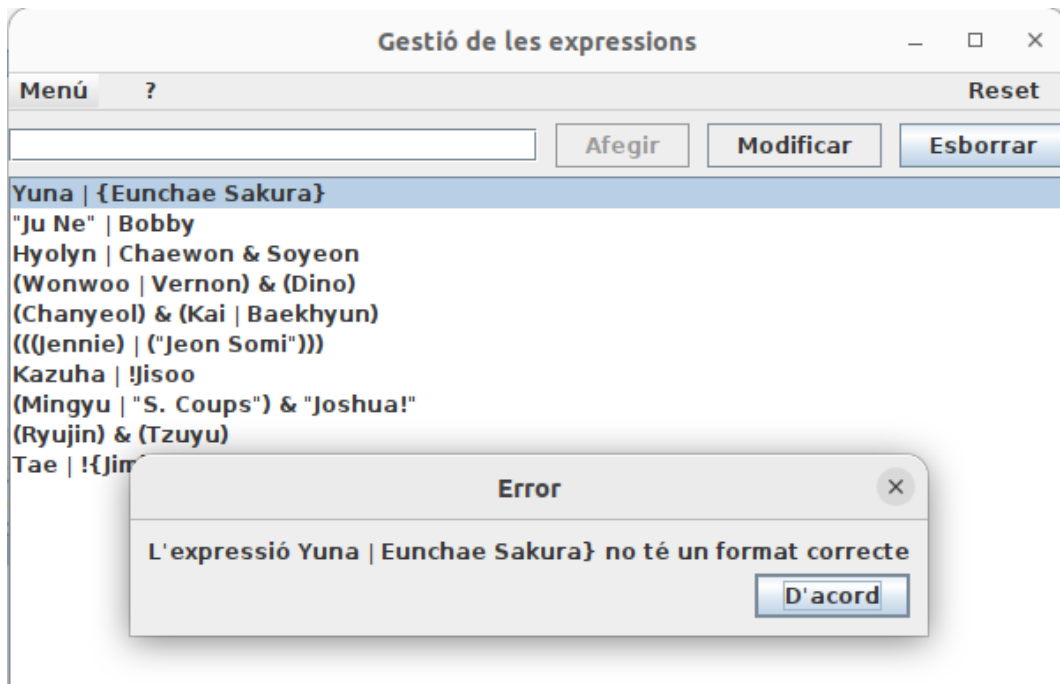 Gestió de les expressions
Menú ? Reset
Afegir Modificar Esborrar
Yuna | {Eunchae Sakura}
"Ju Ne" | Bobby
Hyolyn | Chaewon & Soyeon
(Wonwoo | Vernon) & (Dino)
(Chanyeol) & (Kai | Baekhyun)
(((Jennie) | ("Jeon Somi")))
Kazuha | !Jisoo
(Mingyu | "S. Coups") & "Joshua!"
(Ryujin) & (Tzuyu)
Tae | !{Jim
Error
L'expressió Yuna | Eunchae Sakura} no té un format correcte
D'acord